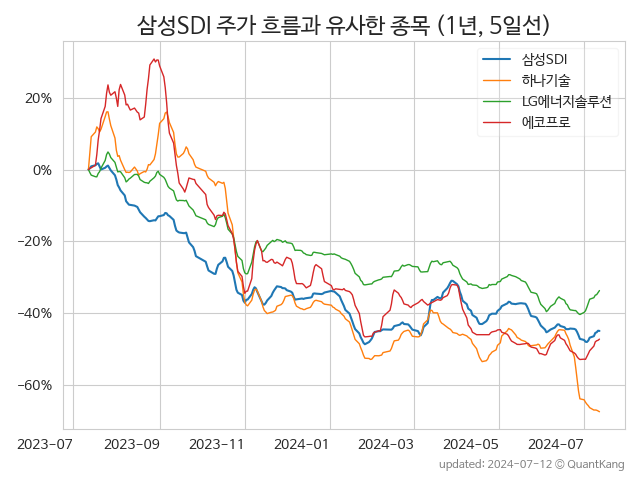 삼성SDI 주가 흐름과 유사한 종목 (1년, 5일선)
삼성SDI
하나기술
LG에너지솔루션
에코프로
20%
0%
−20%
−40%
−60%
2023-07 2023-09 2023-11 2024-01 2024-03 2024-05 2024-07
updated: 2024-07-12 © QuantKang